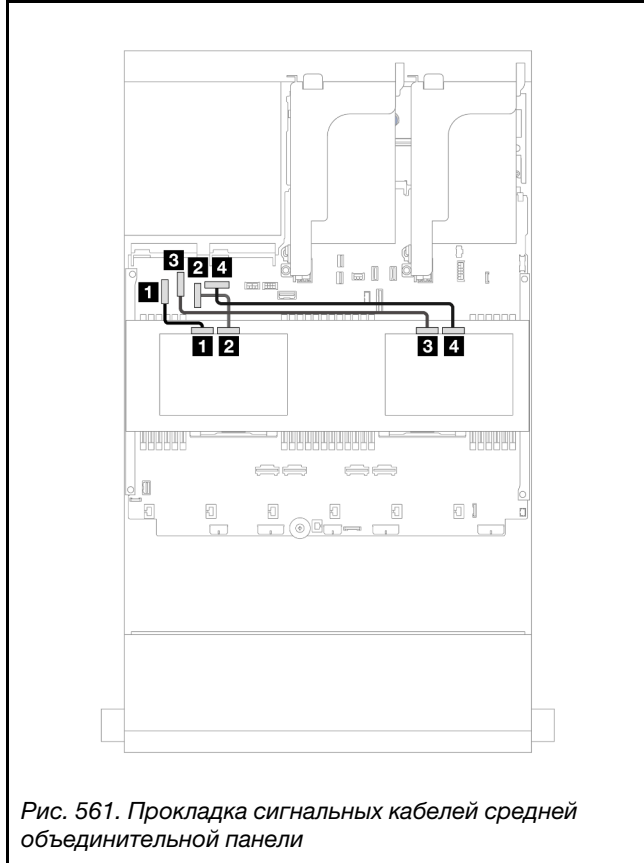 3
2 4
1
1 2 3 4
Рис. 561. Прокладка сигнальных кабелей средней
объединительной панели